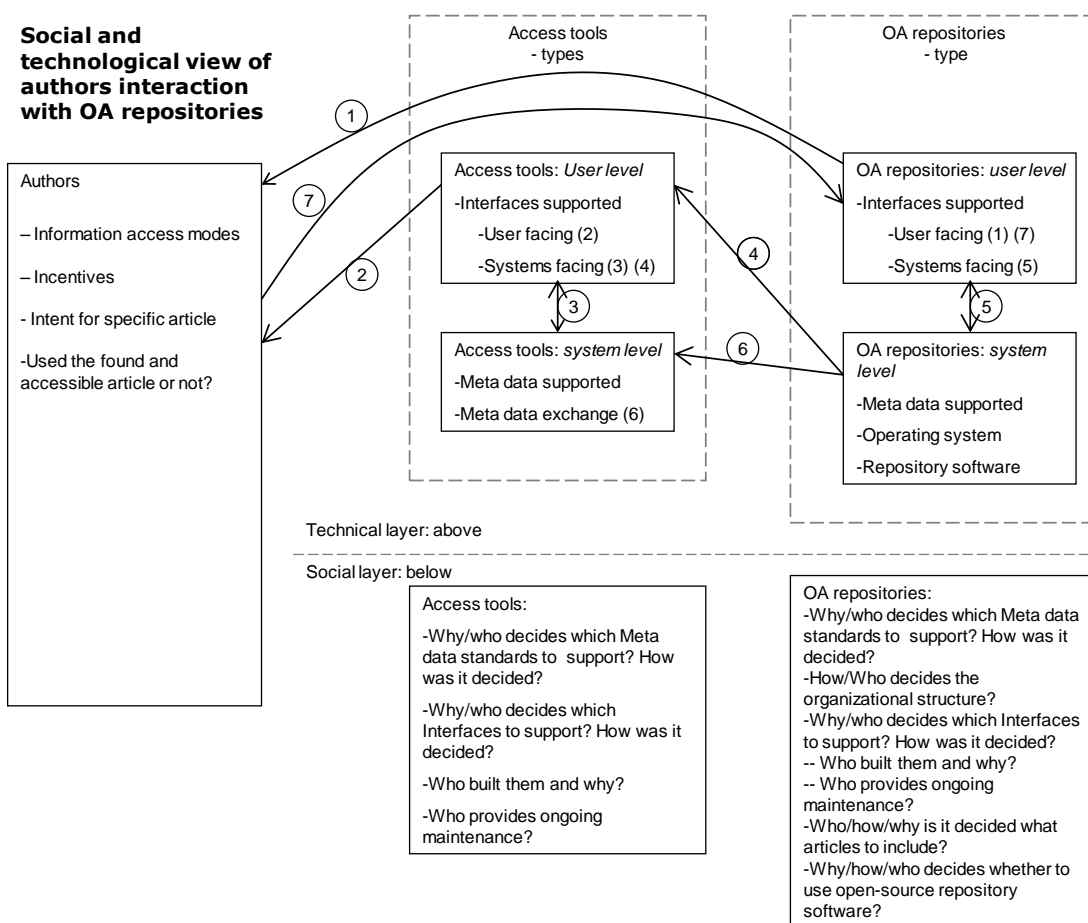 Social and
technological view of
authors interaction
with OA repositories
Access tools
- types
OA repositories
- type
1
7
2
4
3
6
5
Authors
– Information access modes
– Incentives
- Intent for specific article
-Used the found and
accessible article or not?
Access tools: User level
-Interfaces supported
-User facing (2)
-Systems facing (3) (4)
Access tools: system level
-Meta data supported
-Meta data exchange (6)
OA repositories: user level
-Interfaces supported
-User facing (1) (7)
-Systems facing (5)
OA repositories: system
level
-Meta data supported
-Operating system
-Repository software
Technical layer: above
Social layer: below
Access tools:
-Why/who decides which Meta
data standards to  support? How
was it decided?
-Why/who decides which
Interfaces to support? How was it
decided?
-Who built them and why?
-Who provides ongoing
maintenance?
OA repositories:
-Why/who decides which Meta data
standards to  support? How was it
decided?
-How/Who decides the
organizational structure?
-Why/who decides which Interfaces
to support? How was it decided?
-- Who built them and why?
-- Who provides ongoing
maintenance?
-Who/how/why is it decided what
articles to include?
-Why/how/who decides whether to
use open-source repository
software?